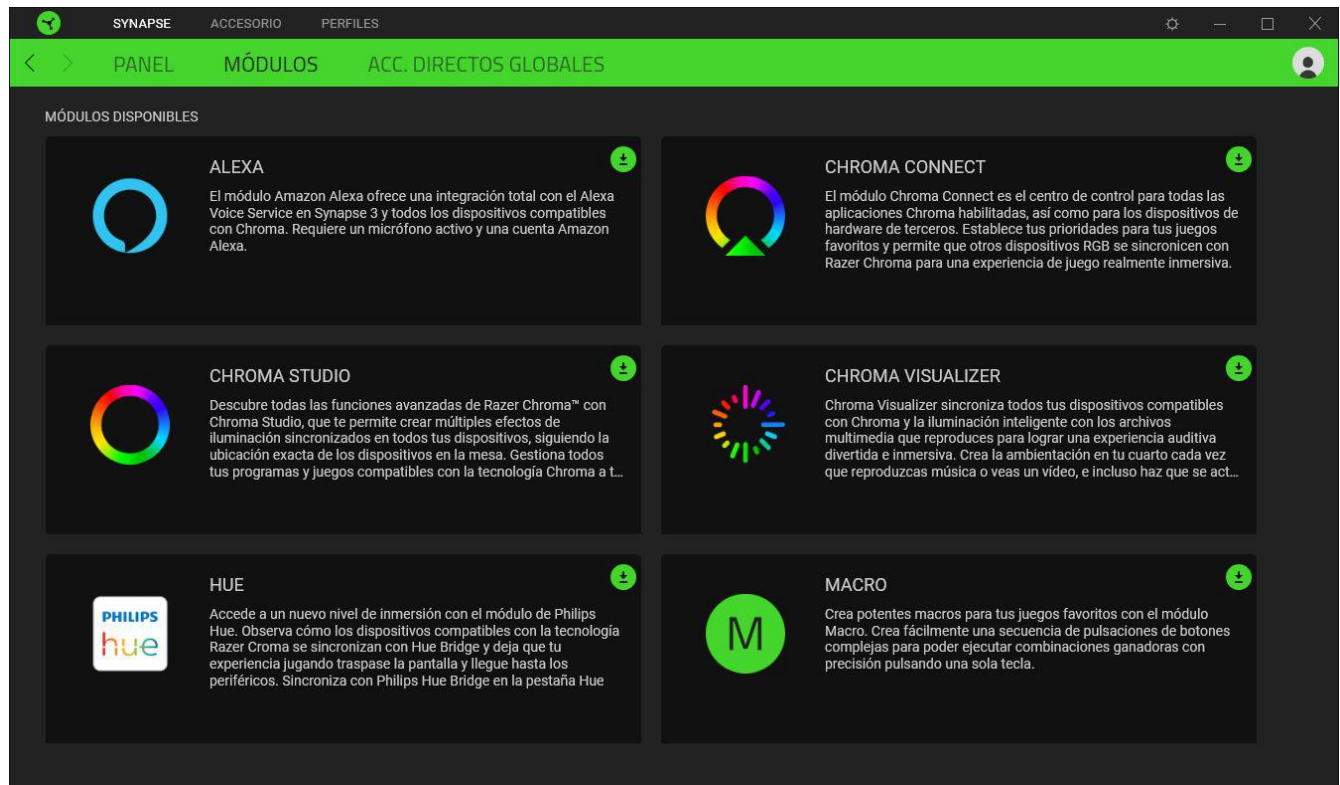 SYNAPSE ACCESORIO PERFILES
PANEL MÓDULOS ACC. DIRECTOS GLOBALES
MÓDULOS DISPONIBLES
ALEXA
El módulo Amazon Alexa ofrece una integración total con el Alexa
Voice Service en Synapse 3 y todos los dispositivos compatibles
con Chroma. Requiere un micrófono activo y una cuenta Amazon
Alexa.
CHROMA CONNECT
El módulo Chroma Connect es el centro de control para todas las
aplicaciones Chroma habilitadas, así como para los dispositivos de
hardware de terceros. Establece tus prioridades para tus juegos
favoritos y permite que otros dispositivos RGB se sincronicen con
Razer Chroma para una experiencia de juego realmente inmersiva.
CHROMA STUDIO
Descubre todas las funciones avanzadas de Razer Chroma™ con
Chroma Studio, que te permite crear múltiples efectos de
iluminación sincronizados en todos tus dispositivos, siguiendo la
ubicación exacta de los dispositivos en la mesa. Gestiona todos
tus programas y juegos compatibles con la tecnología Chroma a t...
CHROMA VISUALIZER
Chroma Visualizer sincroniza todos tus dispositivos compatibles
con Chroma y la iluminación inteligente con los archivos
multimedia que reproduces para lograr una experiencia auditiva
divertida e inmersiva. Crea la ambientación en tu cuarto cada vez
que reproduzcas música o veas un vídeo, e incluso haz que se act...
PHILIPS
hue
HUE
Accede a un nuevo nivel de inmersión con el módulo de Philips
Hue. Observa cómo los dispositivos compatibles con la tecnología
Razer Croma se sincronizan con Hue Bridge y deja que tu
experiencia jugando traspase la pantalla y llegue hasta los
periféricos. Sincroniza con Philips Hue Bridge en la pestaña Hue
M
MACRO
Crea potentes macros para tus juegos favoritos con el módulo
Macro. Crea fácilmente una secuencia de pulsaciones de botones
complejas para poder ejecutar combinaciones ganadoras con
precisión pulsando una sola tecla.